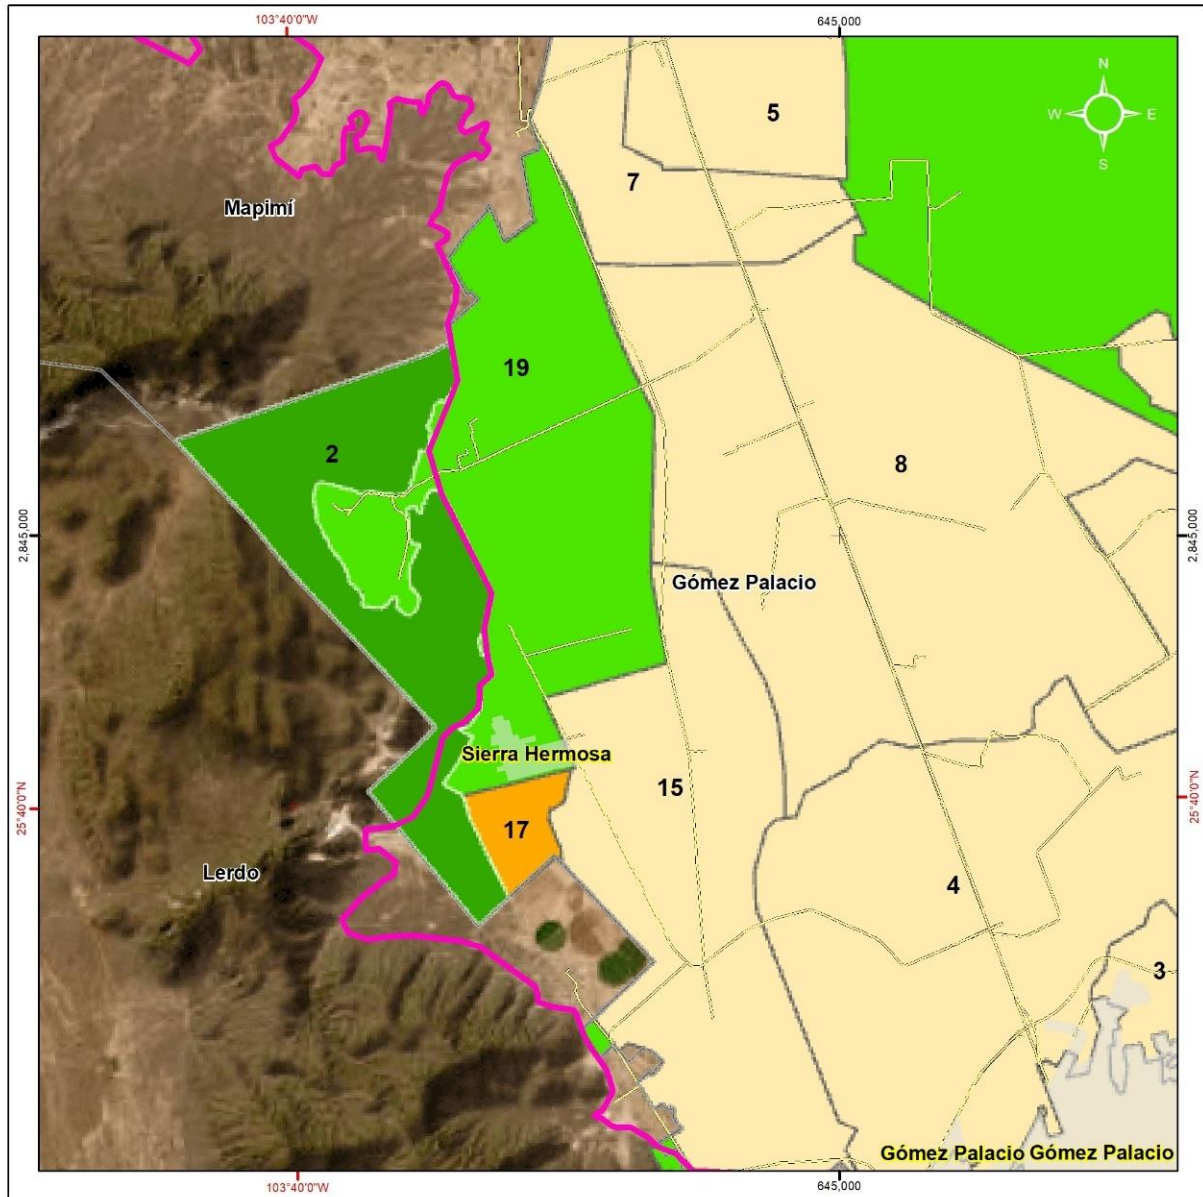 103°40'0"W
645,000
N
W
E
S
5
7
Mapimí
19
2
8
2,845,000
2,845,000
Gómez Palacio
Sierra Hermosa
15
25°40'0"N
25°40'0"N
17
Lerdo
4
3
Gómez Palacio Gómez Palacio
103°40'0"W
645,000